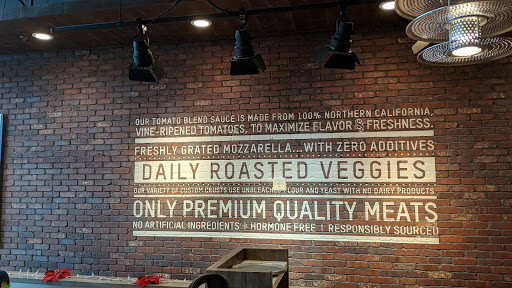 OUR TOMATO BLEND SAUCE IS MADE FROM 100% NORTHERN CALIFORNIA,
VINE-RIPENED TOMATOES, TO MAXIMIZE FLAVOR & FRESHNESS.
FRESHLY GRATED MOZZARELLA...WITH ZERO ADDITIVES
DAILY ROASTED VEGGIES
OUR VARIETY OF CUSTOM CRUSTS USE UNBLEACHED FLOUR AND YEAST WITH NO DAIRY PRODUCTS
ONLY PREMIUM QUALITY MEATS
NO ARTIFICIAL INGREDIENTS | HORMONE FREE | RESPONSIBLY SOURCED